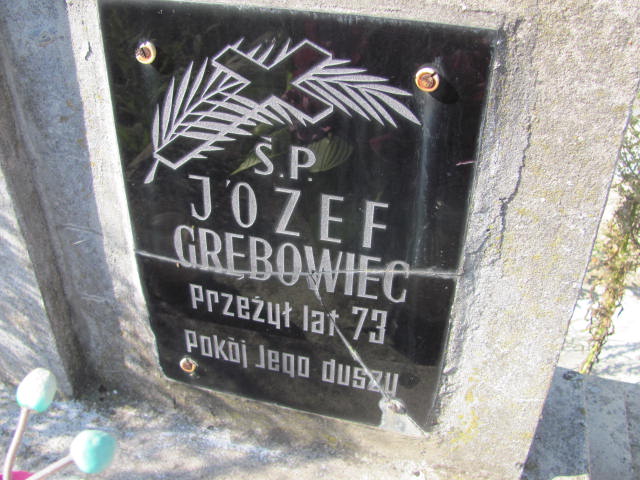 Ś.P.
JÓZEF
GRĘBOWIEC
przeżył lat 73
pokój Jego duszy